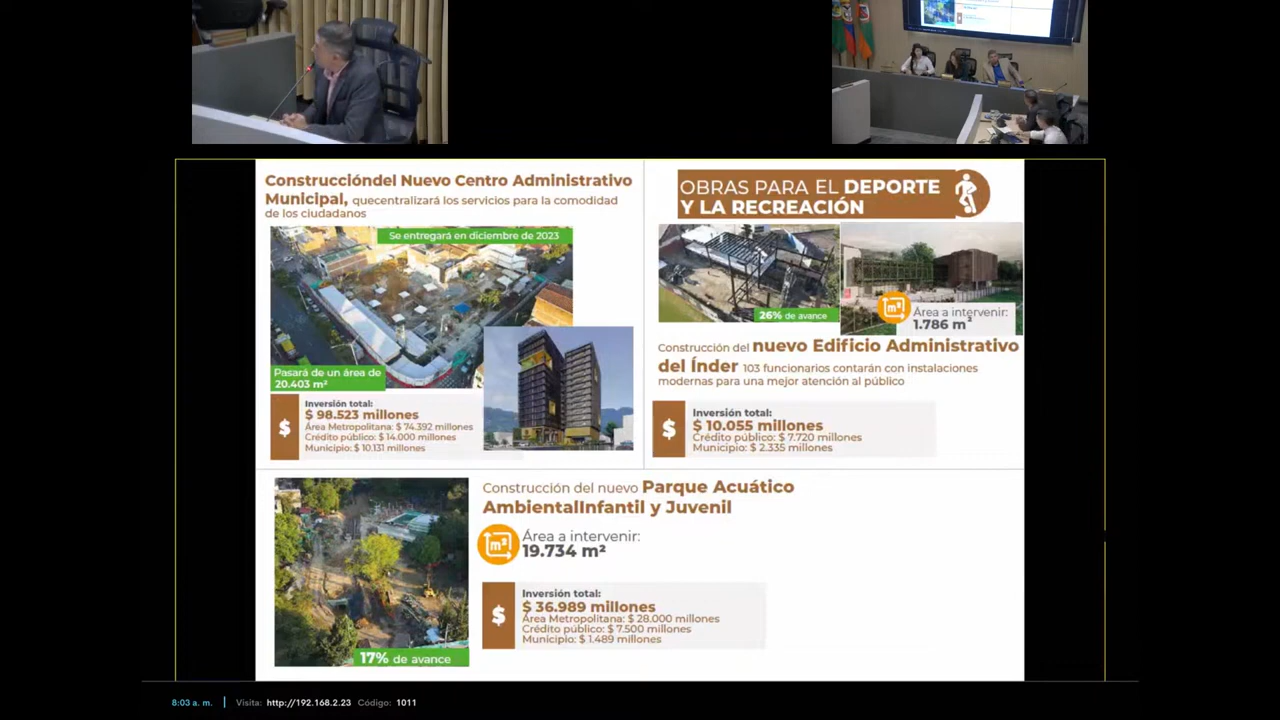 Construccióndel Nuevo Centro Administrativo
Municipal, quecentralizará los servicios para la comodidad
de los ciudadanos
Se entregará en diciembre de 2023
Pasará de un área de
20.403 m²
$
Inversión total:
$ 98.523 millones
Área Metropolitana: $ 74.392 millones
Crédito público: $ 14.000 millones
Municipio: $ 10.131 millones
OBRAS PARA EL DEPORTE
Y LA RECREACIÓN
26% de avance
m²
Área a intervenir:
1.786 m²
Construcción del nuevo Edificio Administrativo
del Índer 103 funcionarios contarán con instalaciones
modernas para una mejor atención al público
$
Inversión total:
$ 10.055 millones
Crédito público: $ 7.720 millones
Municipio: $ 2.335 millones
17% de avance
Construcción del nuevo Parque Acuático
AmbientalInfantil y Juvenil
m²
Área a intervenir:
19.734 m²
$
Inversión total:
$ 36.989 millones
Área Metropolitana: $ 28.000 millones
Crédito público: $ 7.500 millones
Municipio: $ 1.489 millones
8:03 a. m. | Visita: http://192.168.2.23 Código: 1011